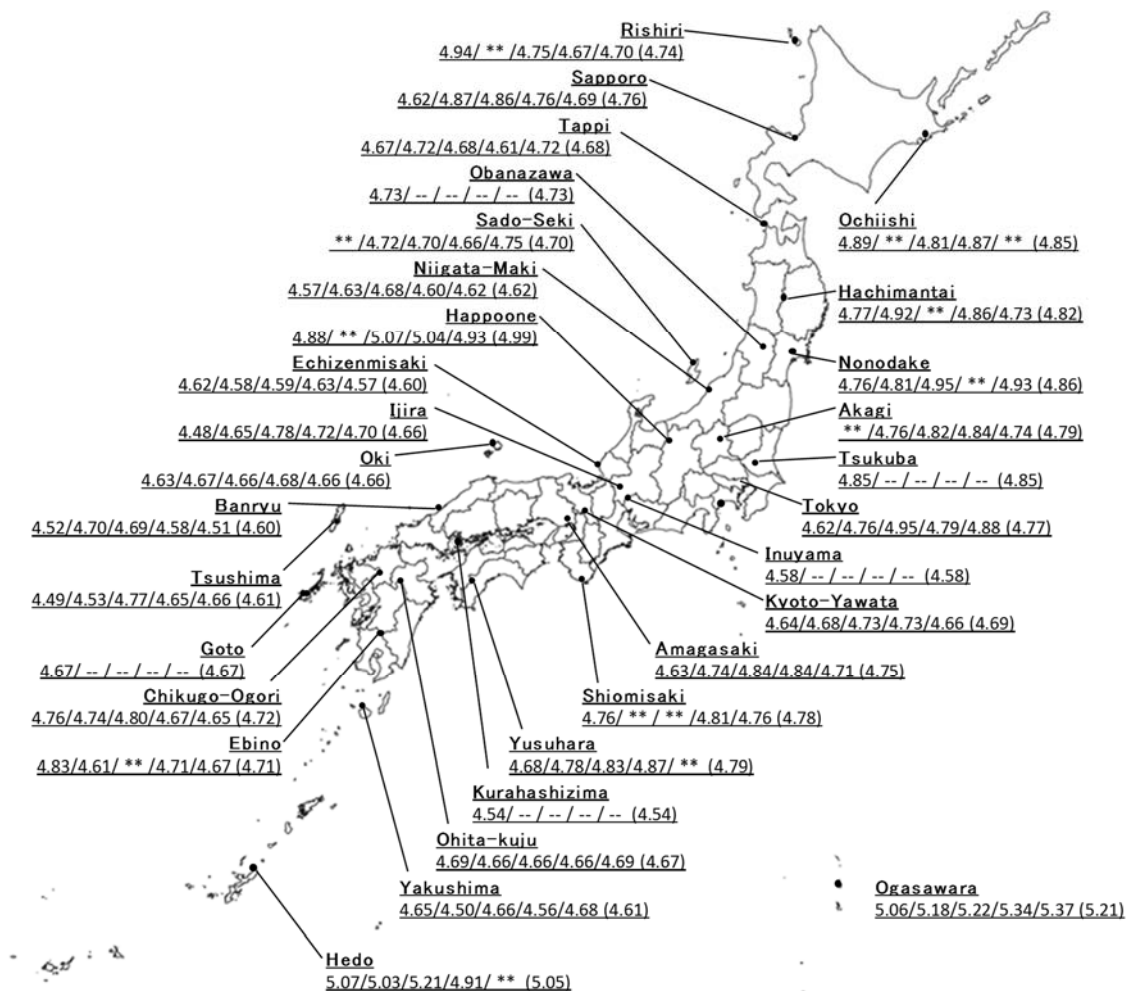 Rishiri
4.94/ ** /4.75/4.67/4.70 (4.74)
Sapporo
4.62/4.87/4.86/4.76/4.69 (4.76)
Tappi
4.67/4.72/4.68/4.61/4.72 (4.68)
Obanazawa
4.73/ -- / -- / -- / -- (4.73)
Sado-Seki
** /4.72/4.70/4.66/4.75 (4.70)
Niigata-Maki
4.57/4.63/4.68/4.60/4.62 (4.62)
Happoone
4.88/ ** /5.07/5.04/4.93 (4.99)
Echizenmisaki
4.62/4.58/4.59/4.63/4.57 (4.60)
Ijira
4.48/4.65/4.78/4.72/4.70 (4.66)
Oki
4.63/4.67/4.66/4.68/4.66 (4.66)
Banryu
4.52/4.70/4.69/4.58/4.51 (4.60)
Tsushima
4.49/4.53/4.77/4.65/4.66 (4.61)
Goto
4.67/ -- / -- / -- / -- (4.67)
Chikugo-Ogori
4.76/4.74/4.80/4.67/4.65 (4.72)
Ebino
4.83/4.61/ ** /4.71/4.67 (4.71)
Ochiishi
4.89/ ** /4.81/4.87/ ** (4.85)
Hachimantai
4.77/4.92/ ** /4.86/4.73 (4.82)
Nonodake
4.76/4.81/4.95/ ** /4.93 (4.86)
Akagi
** /4.76/4.82/4.84/4.74 (4.79)
Tsukuba
4.85/ -- / -- / -- / -- (4.85)
Tokyo
4.62/4.76/4.95/4.79/4.88 (4.77)
Inuyama
4.58/ -- / -- / -- / -- (4.58)
Kyoto-Yawata
4.64/4.68/4.73/4.73/4.66 (4.69)
Amagasaki
4.63/4.74/4.84/4.84/4.71 (4.75)
Shiomisaki
4.76/ ** / ** /4.81/4.76 (4.78)
Yusuhara
4.68/4.78/4.83/4.87/ ** (4.79)
Kurahashizima
4.54/ -- / -- / -- / -- (4.54)
Ohita-kuju
4.69/4.66/4.66/4.66/4.69 (4.67)
Yakushima
4.65/4.50/4.66/4.56/4.68 (4.61)
Ogasawara
5.06/5.18/5.22/5.34/5.37 (5.21)
Hedo
5.07/5.03/5.21/4.91/ ** (5.05)